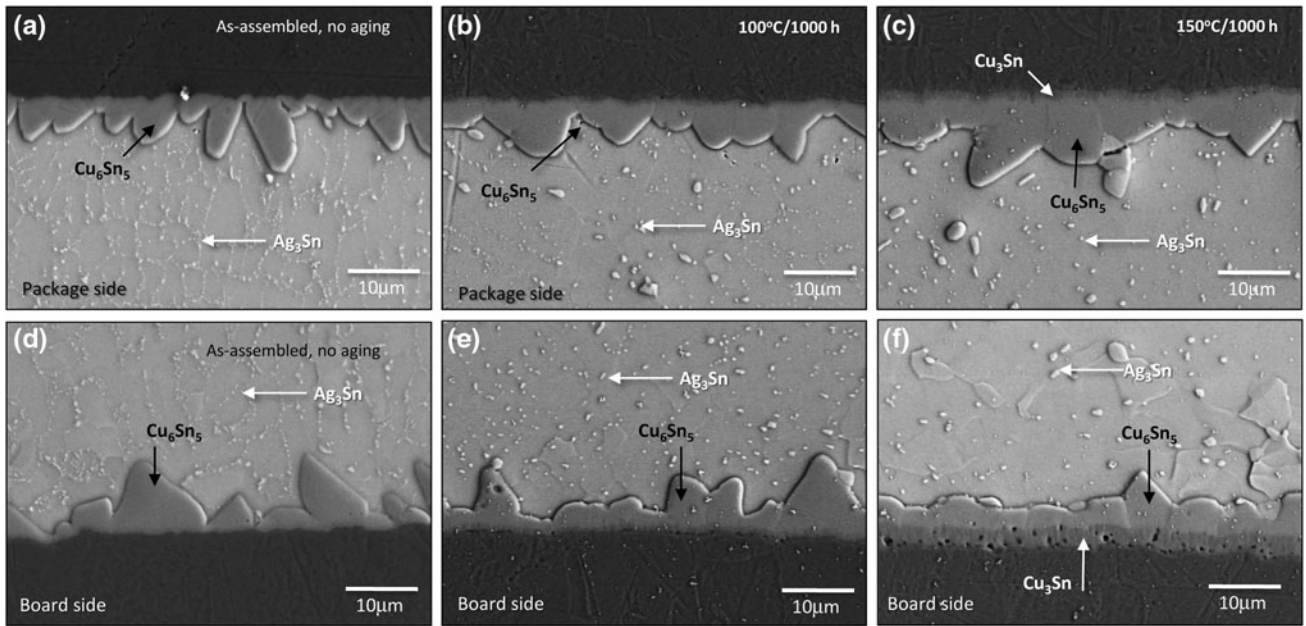 (a)
As-assembled, no aging
Cu₆Sn₅
Ag₃Sn
Package side
10μm
(b)
100°C/1000 h
Cu₆Sn₅
Ag₃Sn
Package side
10μm
(c)
150°C/1000 h
Cu₃Sn
Cu₆Sn₅
Ag₃Sn
10μm
(d)
As-assembled, no aging
Ag₃Sn
Cu₆Sn₅
Board side
10μm
(e)
Ag₃Sn
Cu₆Sn₅
Board side
10μm
(f)
Ag₃Sn
Cu₆Sn₅
Cu₃Sn
Board side
10μm